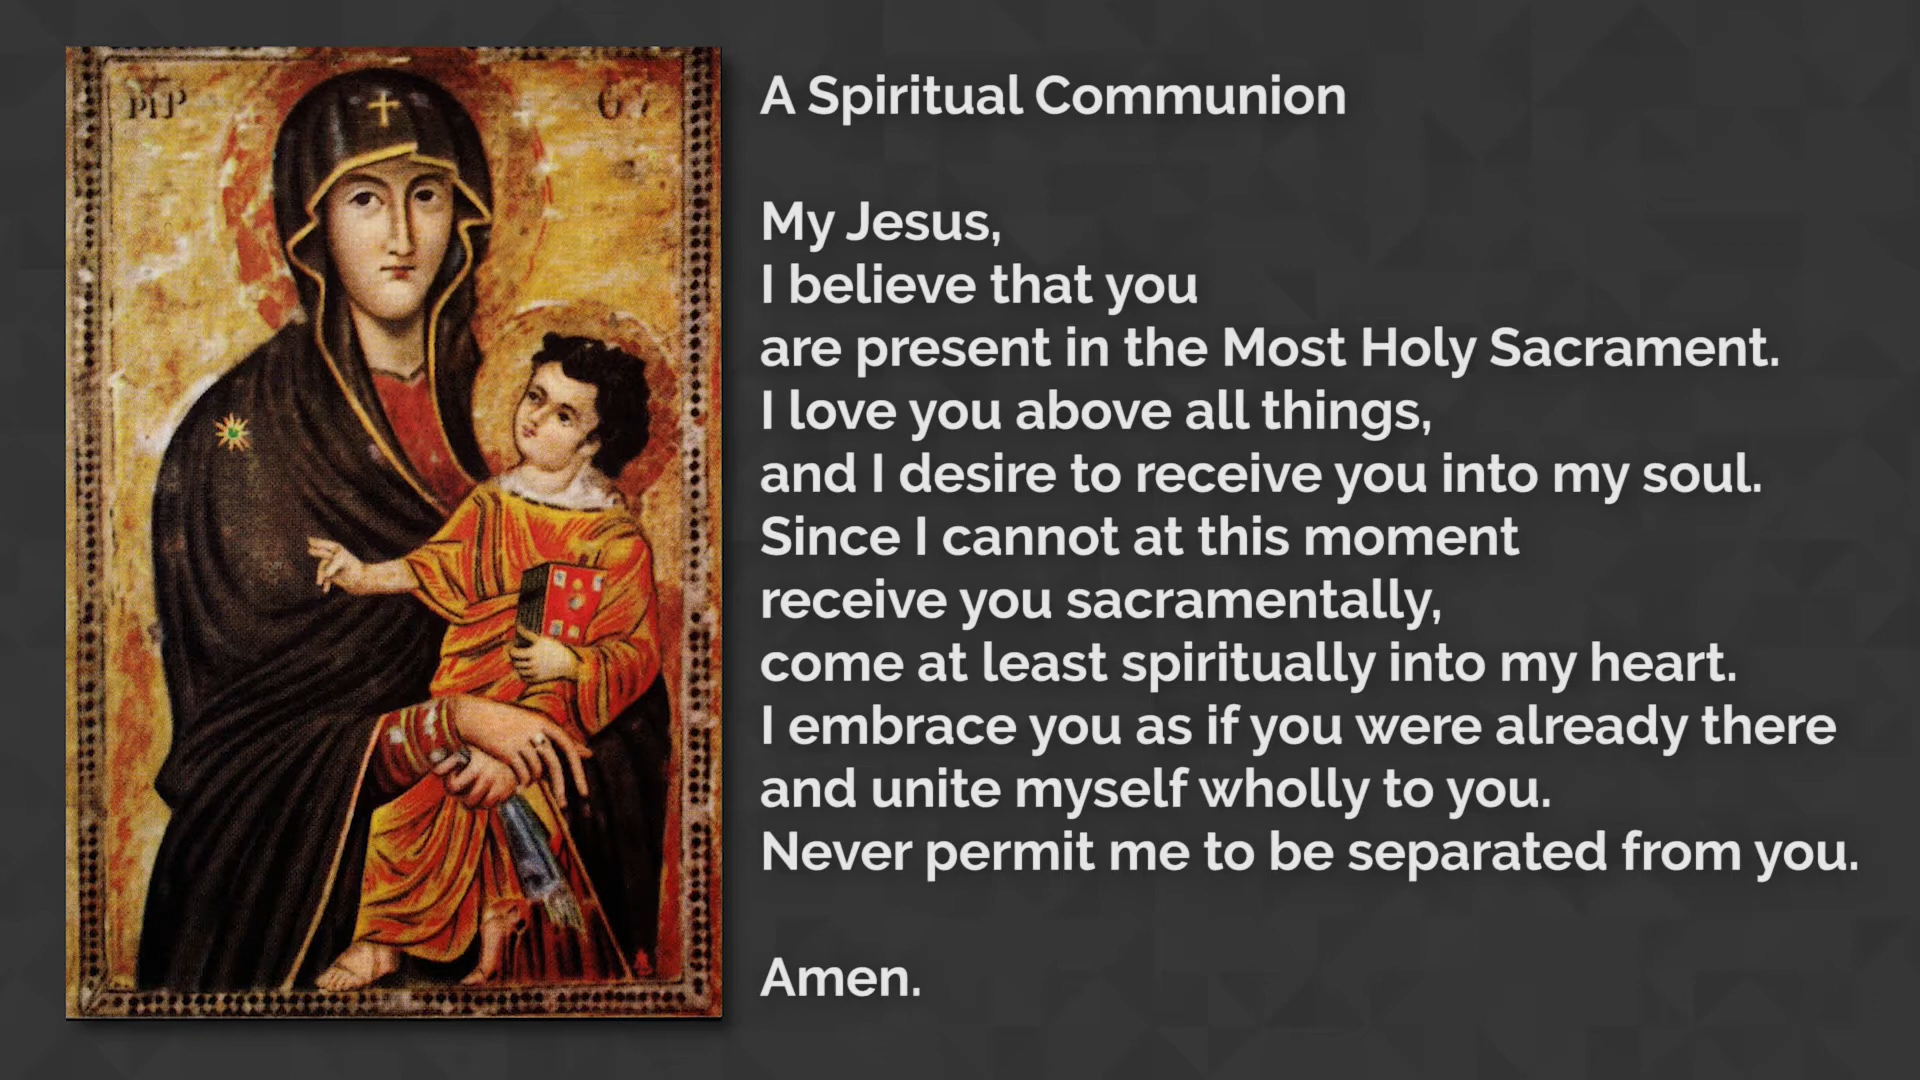 A Spiritual Communion
My Jesus,
I believe that you
are present in the Most Holy Sacrament.
I love you above all things,
and I desire to receive you into my soul.
Since I cannot at this moment
receive you sacramentally,
come at least spiritually into my heart.
I embrace you as if you were already there
and unite myself wholly to you.
Never permit me to be separated from you.
Amen.